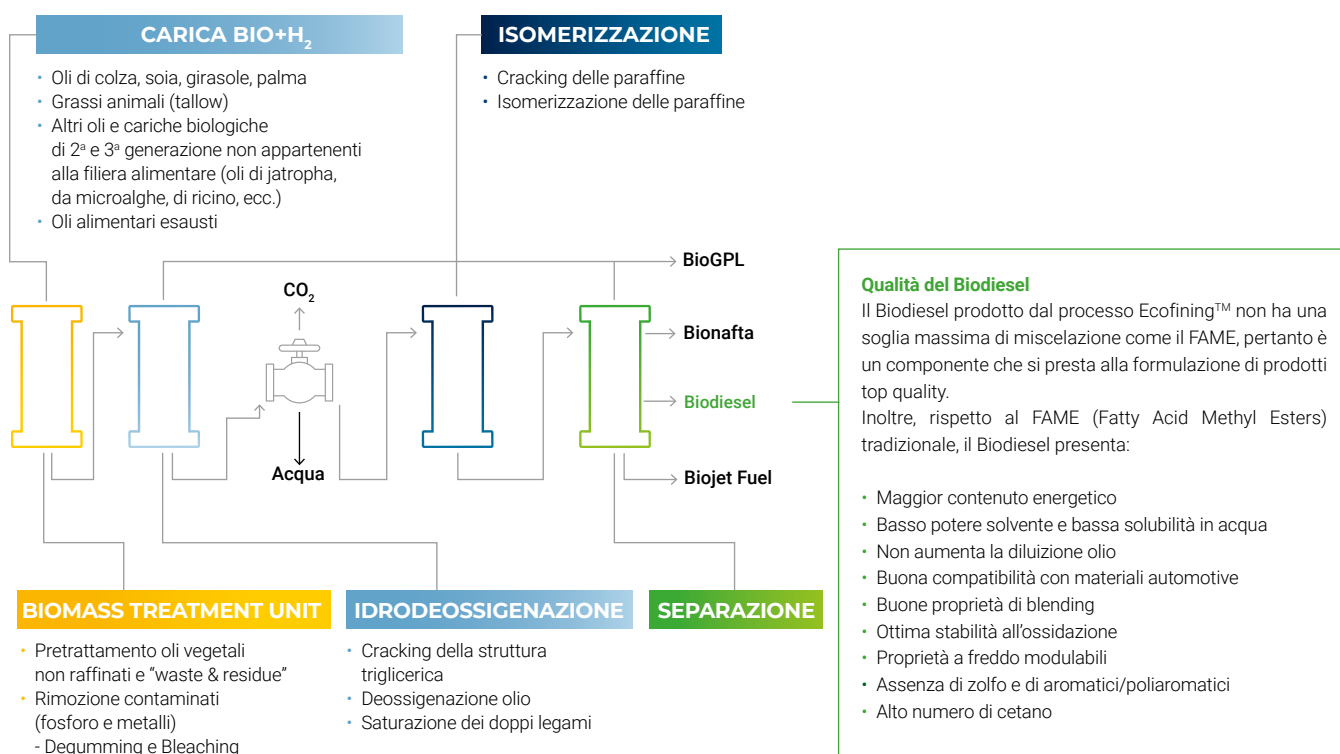 CARICA BIO+H₂
• Oli di colza, soia, girasole, palma
• Grassi animali (tallow)
• Altri oli e cariche biologiche
di 2ª e 3ª generazione non appartenenti
alla filiera alimentare (oli di jatropha,
da microalghe, di ricino, ecc.)
• Oli alimentari esausti
ISOMERIZZAZIONE
• Cracking delle paraffine
• Isomerizzazione delle paraffine
CO₂
Acqua
BioGPL
Bionafta
Biodiesel
Biojet Fuel
Qualità del Biodiesel
Il Biodiesel prodotto dal processo Ecofining™ non ha una
soglia massima di miscelazione come il FAME, pertanto è
un componente che si presta alla formulazione di prodotti
top quality.
Inoltre, rispetto al FAME (Fatty Acid Methyl Esters)
tradizionale, il Biodiesel presenta:
• Maggior contenuto energetico
• Basso potere solvente e bassa solubilità in acqua
• Non aumenta la diluizione olio
• Buona compatibilità con materiali automotive
• Buone proprietà di blending
• Ottima stabilità all'ossidazione
• Proprietà a freddo modulabili
• Assenza di zolfo e di aromatici/poliaromatici
• Alto numero di cetano
BIOMASS TREATMENT UNIT
• Pretrattamento oli vegetali
non raffinati e "waste & residue"
• Rimozione contaminati
(fosforo e metalli)
- Degumming e Bleaching
IDRODEOSSIGENAZIONE
• Cracking della struttura
triglicerica
• Deossigenazione olio
• Saturazione dei doppi legami
SEPARAZIONE